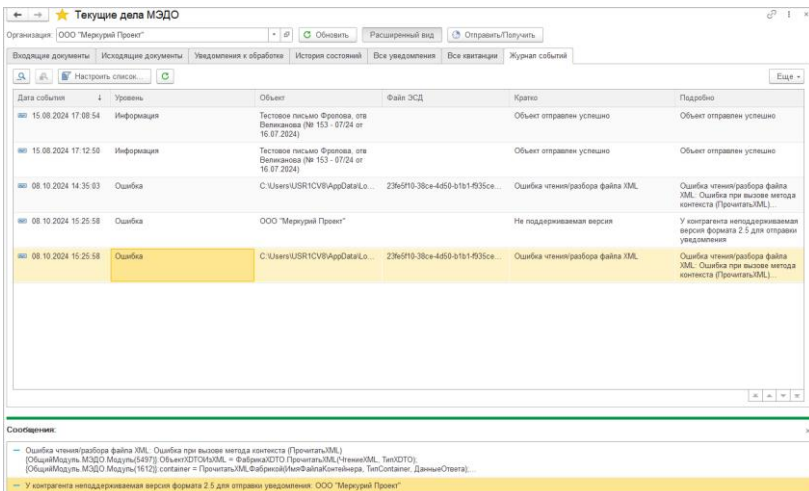 Текущие дела МЭДО
Организация: ООО "Меркурий Проект" Обновить Расширенный вид Отправить/Получить
Входящие документы Исходящие документы Уведомления к обработке История состояний Все уведомления Все квитанции Журнал событий
Настроить список... Еще
Дата события ↓ Уровень Объект Файл ЭСД Кратко Подробно
15.08.2024 17:08:54 Информация Тестовое письмо Фролова, отв Объект отправлен успешно Объект отправлен успешно
Великанова (№ 153 - 07/24 от
16.07.2024)
15.08.2024 17:12:50 Информация Тестовое письмо Фролова, отв Объект отправлен успешно Объект отправлен успешно
Великанова (№ 153 - 07/24 от
16.07.2024)
08.10.2024 14:35:03 Ошибка C:\Users\USR1CV8\AppData\Lo... 23fe5f10-38ce-4d50-b1b1-f935ce... Ошибка чтения/разбора файла XML Ошибка чтения/разбора файла
XML: Ошибка при вызове метода
контекста (ПрочитатьXML)...
08.10.2024 15:25:58 Ошибка ООО "Меркурий Проект" Не поддерживаемая версия У контрагента неподдерживаемая
версия формата 2.5 для отправки
уведомления
08.10.2024 15:25:58 Ошибка C:\Users\USR1CV8\AppData\Lo... 23fe5f10-38ce-4d50-b1b1-f935ce... Ошибка чтения/разбора файла XML Ошибка чтения/разбора файла
XML: Ошибка при вызове метода
контекста (ПрочитатьXML)...
Сообщения:
Ошибка чтения/разбора файла XML: Ошибка при вызове метода контекста (ПрочитатьXML)
{ОбщийМодуль.МЭДО.Модуль(5497)}:ОбъектXDTOИзXML = ФабрикаXDTO.ПрочитатьXML(ЧтениеXML, ТипXDTO);
{ОбщийМодуль.МЭДО.Модуль(1612)}:container = ПрочитатьXMLФабрикой(ИмяФайлаКонтейнера, ТипContainer, ДанныеОтвета);...
У контрагента неподдерживаемая версия формата 2.5 для отправки уведомления: ООО "Меркурий Проект"